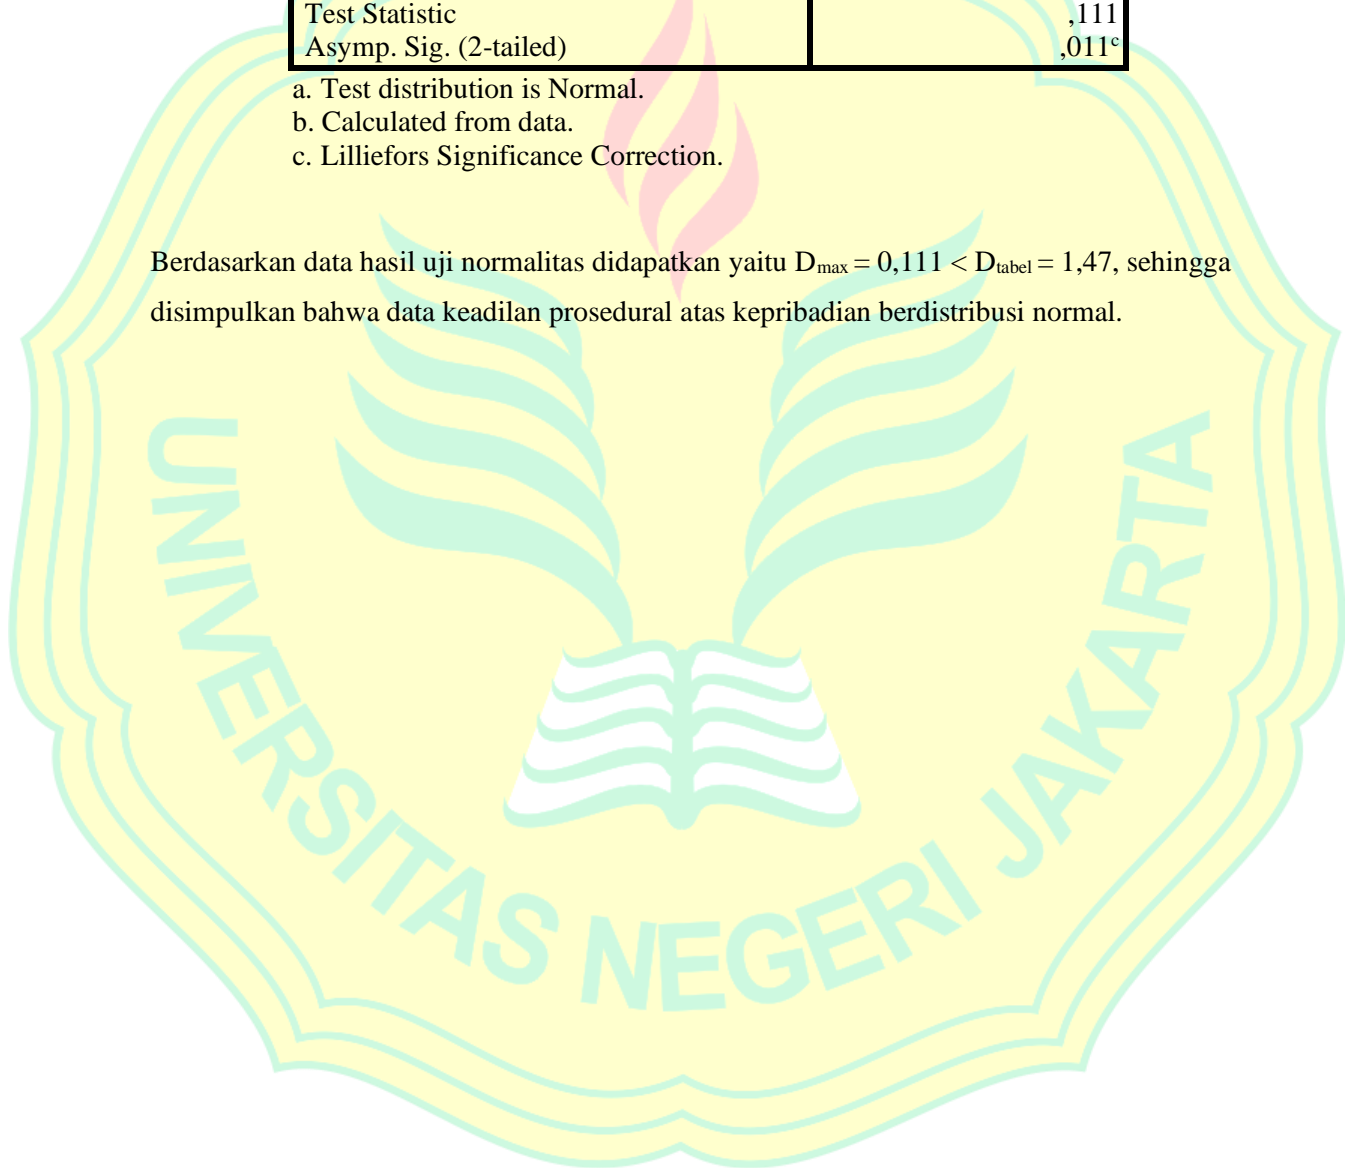 Test Statistic ,111
Asymp. Sig. (2-tailed) ,011c
a. Test distribution is Normal.
b. Calculated from data.
c. Lilliefors Significance Correction.
Berdasarkan data hasil uji normalitas didapatkan yaitu Dmax = 0,111 < Dtabel = 1,47, sehingga
disimpulkan bahwa data keadilan prosedural atas kepribadian berdistribusi normal.
UNIVERSITAS NEGERI JAKARTA